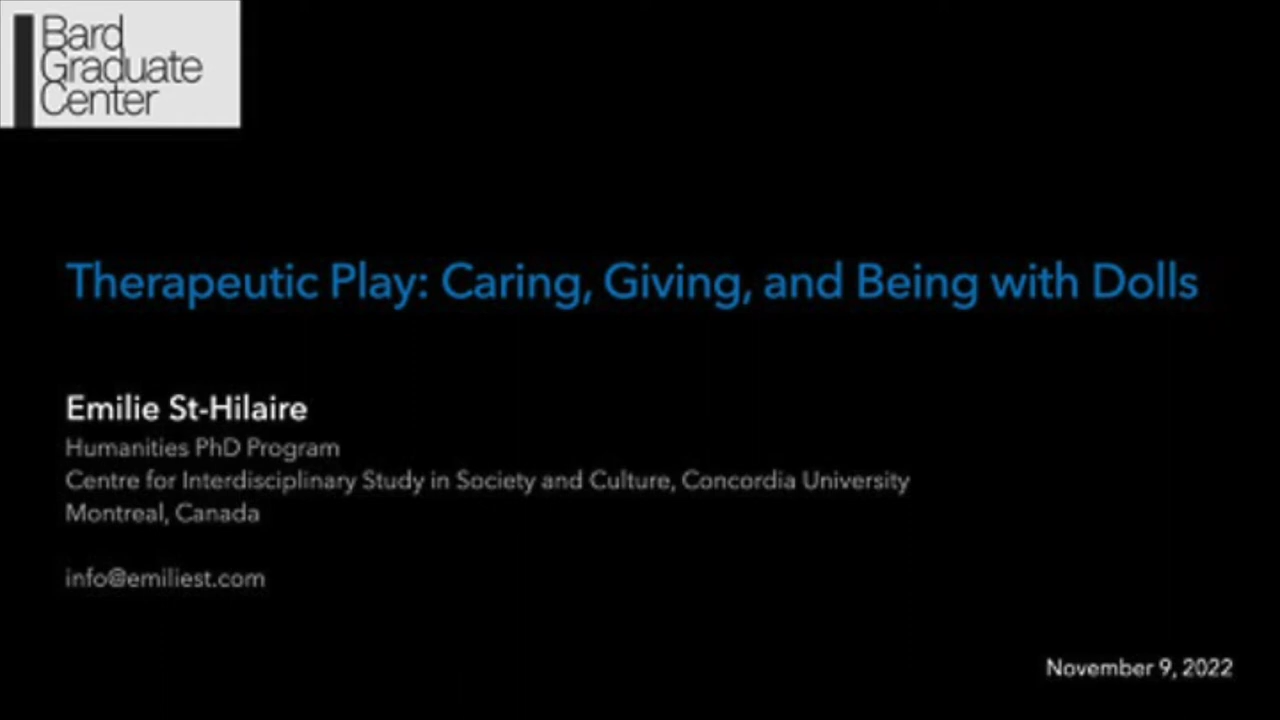 Bard
Graduate
Center
Therapeutic Play: Caring, Giving, and Being with Dolls
Emilie St-Hilaire
Humanities PhD Program
Centre for Interdisciplinary Study in Society and Culture, Concordia University
Montreal, Canada
info@emiliest.com
November 9, 2022